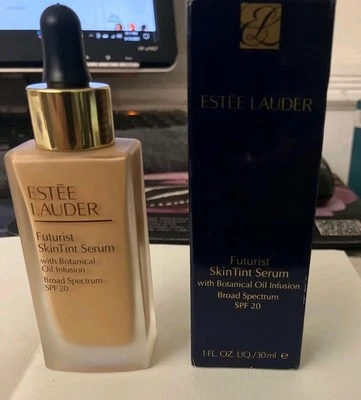 ESTĒE
LAUDER
Futurist
SkinTint Serum
with Botanical
Oil Infusion
Broad Spectrum
SPF 20
ESTĒE LAUDER
Futurist
SkinTint Serum
with Botanical Oil Infusion
Broad Spectrum
SPF 20
1 FL. OZ. LIQ./30ml e